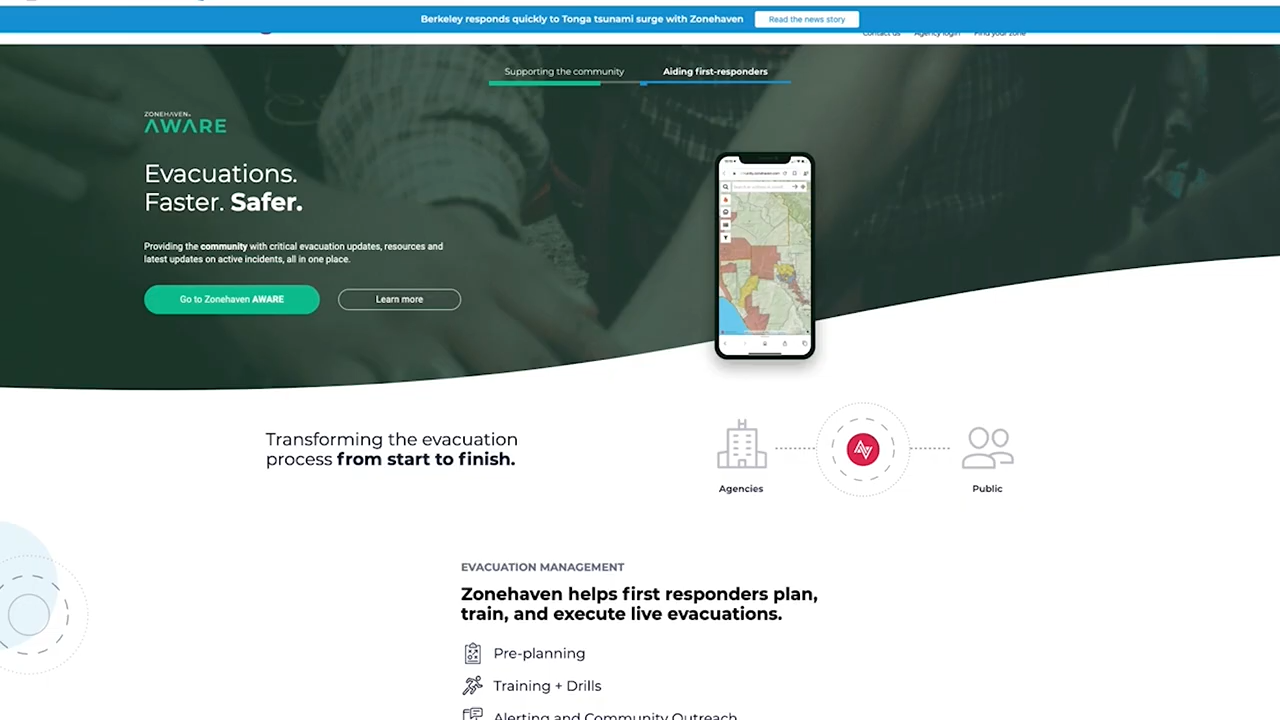 Berkeley responds quickly to Tonga tsunami surge with Zonehaven
Read the news story
Contact us
Agency login
Find your zone
Supporting the community
Aiding first-responders
ZONEHAVEN
AWARE
Evacuations.
Faster. Safer.
Providing the community with critical evacuation updates, resources and
latest updates on active incidents, all in one place.
Go to Zonehaven AWARE
Learn more
Transforming the evacuation
process from start to finish.
Agencies
Public
EVACUATION MANAGEMENT
Zonehaven helps first responders plan,
train, and execute live evacuations.
Pre-planning
Training + Drills
Alerting and Community Outreach